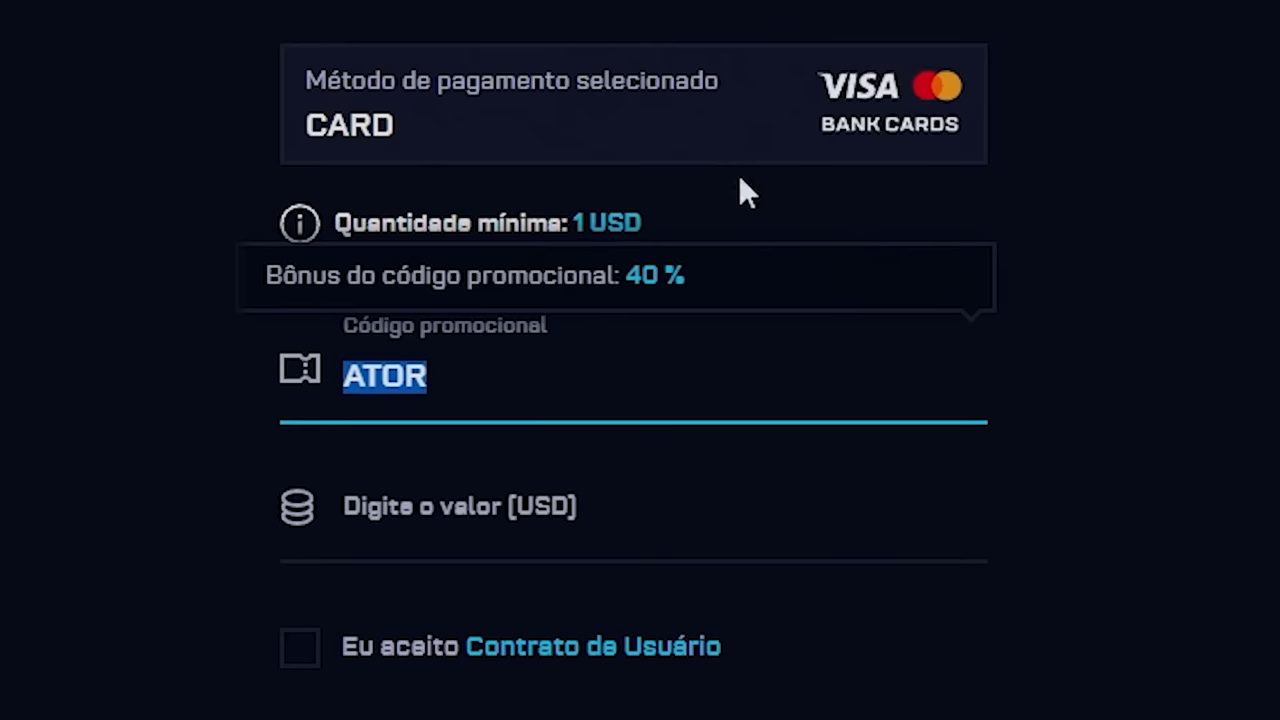 Método de pagamento selecionado
CARD
VISA
BANK CARDS
Quantidade mínima: 1 USD
Bônus do código promocional: 40 %
Código promocional
ATOR
Digite o valor (USD)
Eu aceito Contrato de Usuário